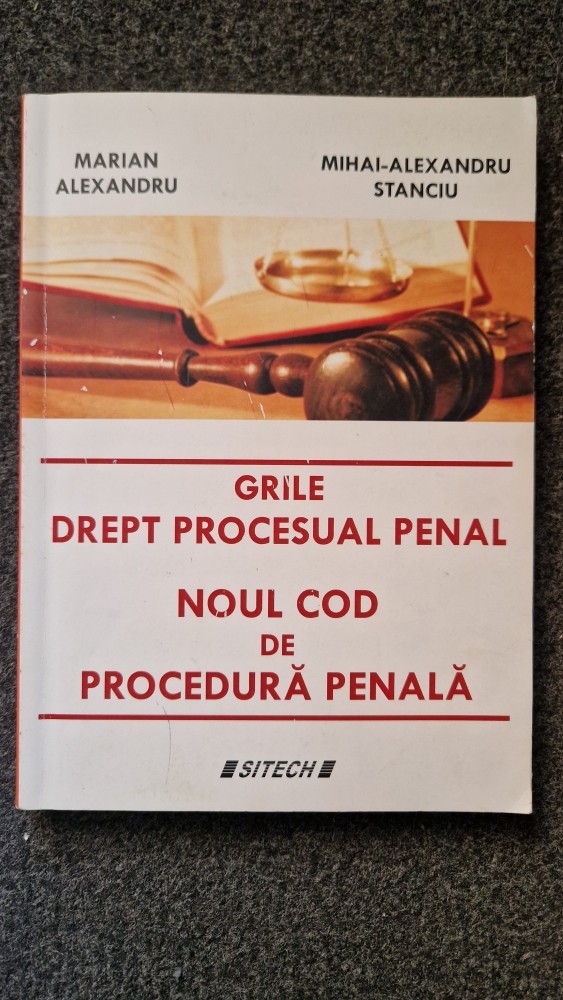 MARIAN
ALEXANDRU
MIHAI-ALEXANDRU
STANCIU
GRILE
DREPT PROCESUAL PENAL
NOUL COD
DE
PROCEDURĂ PENALĂ
SITECH